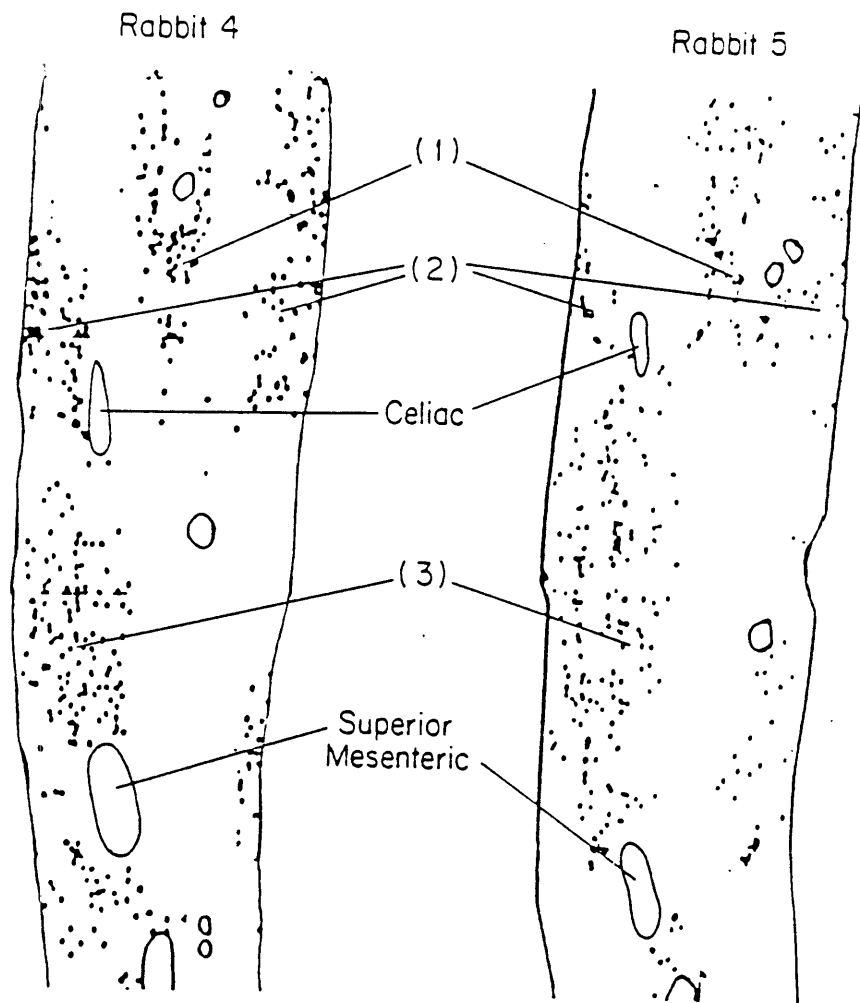 Rabbit 4
Rabbit 5
(1)
(2)
Celiac
(3)
Superior
Mesenteric